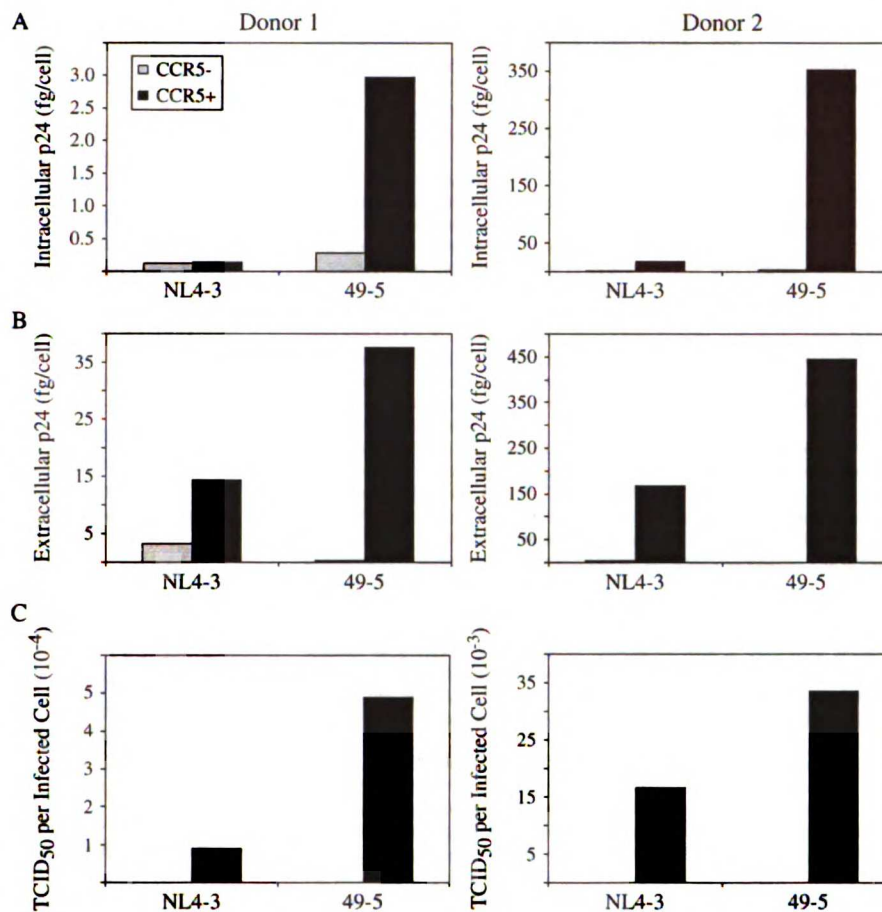 Donor 1
Donor 2
A
Intracellular p24 (fg/cell)
3.0
2.5
2.0
1.5
1.0
0.5
CCR5-
CCR5+
NL4-3
49-5
Intracellular p24 (fg/cell)
350
250
150
50
NL4-3
49-5
B
Extracellular p24 (fg/cell)
35
25
15
5
NL4-3
49-5
Extracellular p24 (fg/cell)
450
350
250
150
50
NL4-3
49-5
C
TCID50 per Infected Cell (10-4)
5
4
3
2
1
NL4-3
49-5
TCID50 per Infected Cell (10-3)
35
25
15
5
NL4-3
49-5